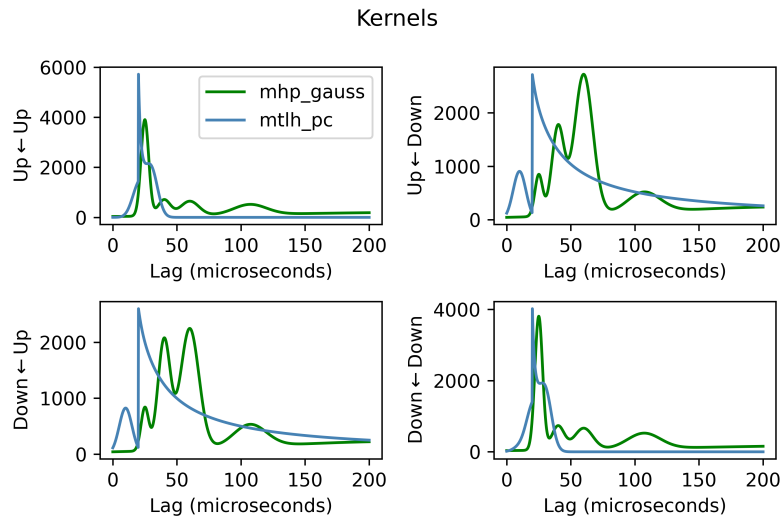 Kernels
Up←Up
6000
4000
2000
0
mhp_gauss
mtlh_pc
0 50 100 150 200
Lag (microseconds)
Up←Down
2000
1000
0
0 50 100 150 200
Lag (microseconds)
Down←Up
2000
1000
0
0 50 100 150 200
Lag (microseconds)
Down←Down
4000
2000
0
0 50 100 150 200
Lag (microseconds)